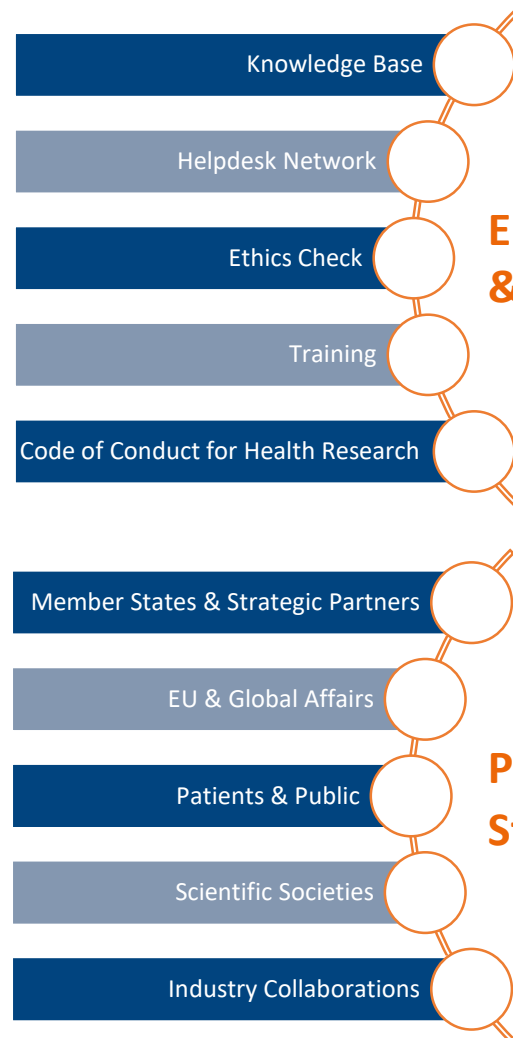 Knowledge Base
Helpdesk Network
Ethics Check
E
&
Training
Code of Conduct for Health Research
Member States & Strategic Partners
EU & Global Affairs
Patients & Public
P
St
Scientific Societies
Industry Collaborations